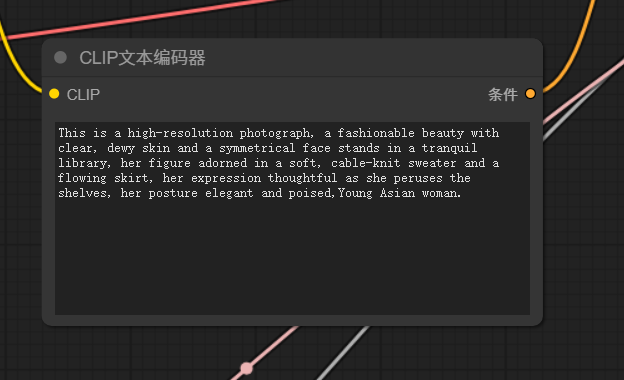 CLIP文本编码器
CLIP
条件
This is a high-resolution photograph, a fashionable beauty with
clear, dewy skin and a symmetrical face stands in a tranquil
library, her figure adorned in a soft, cable-knit sweater and a
flowing skirt, her expression thoughtful as she peruses the
shelves, her posture elegant and poised,Young Asian woman.